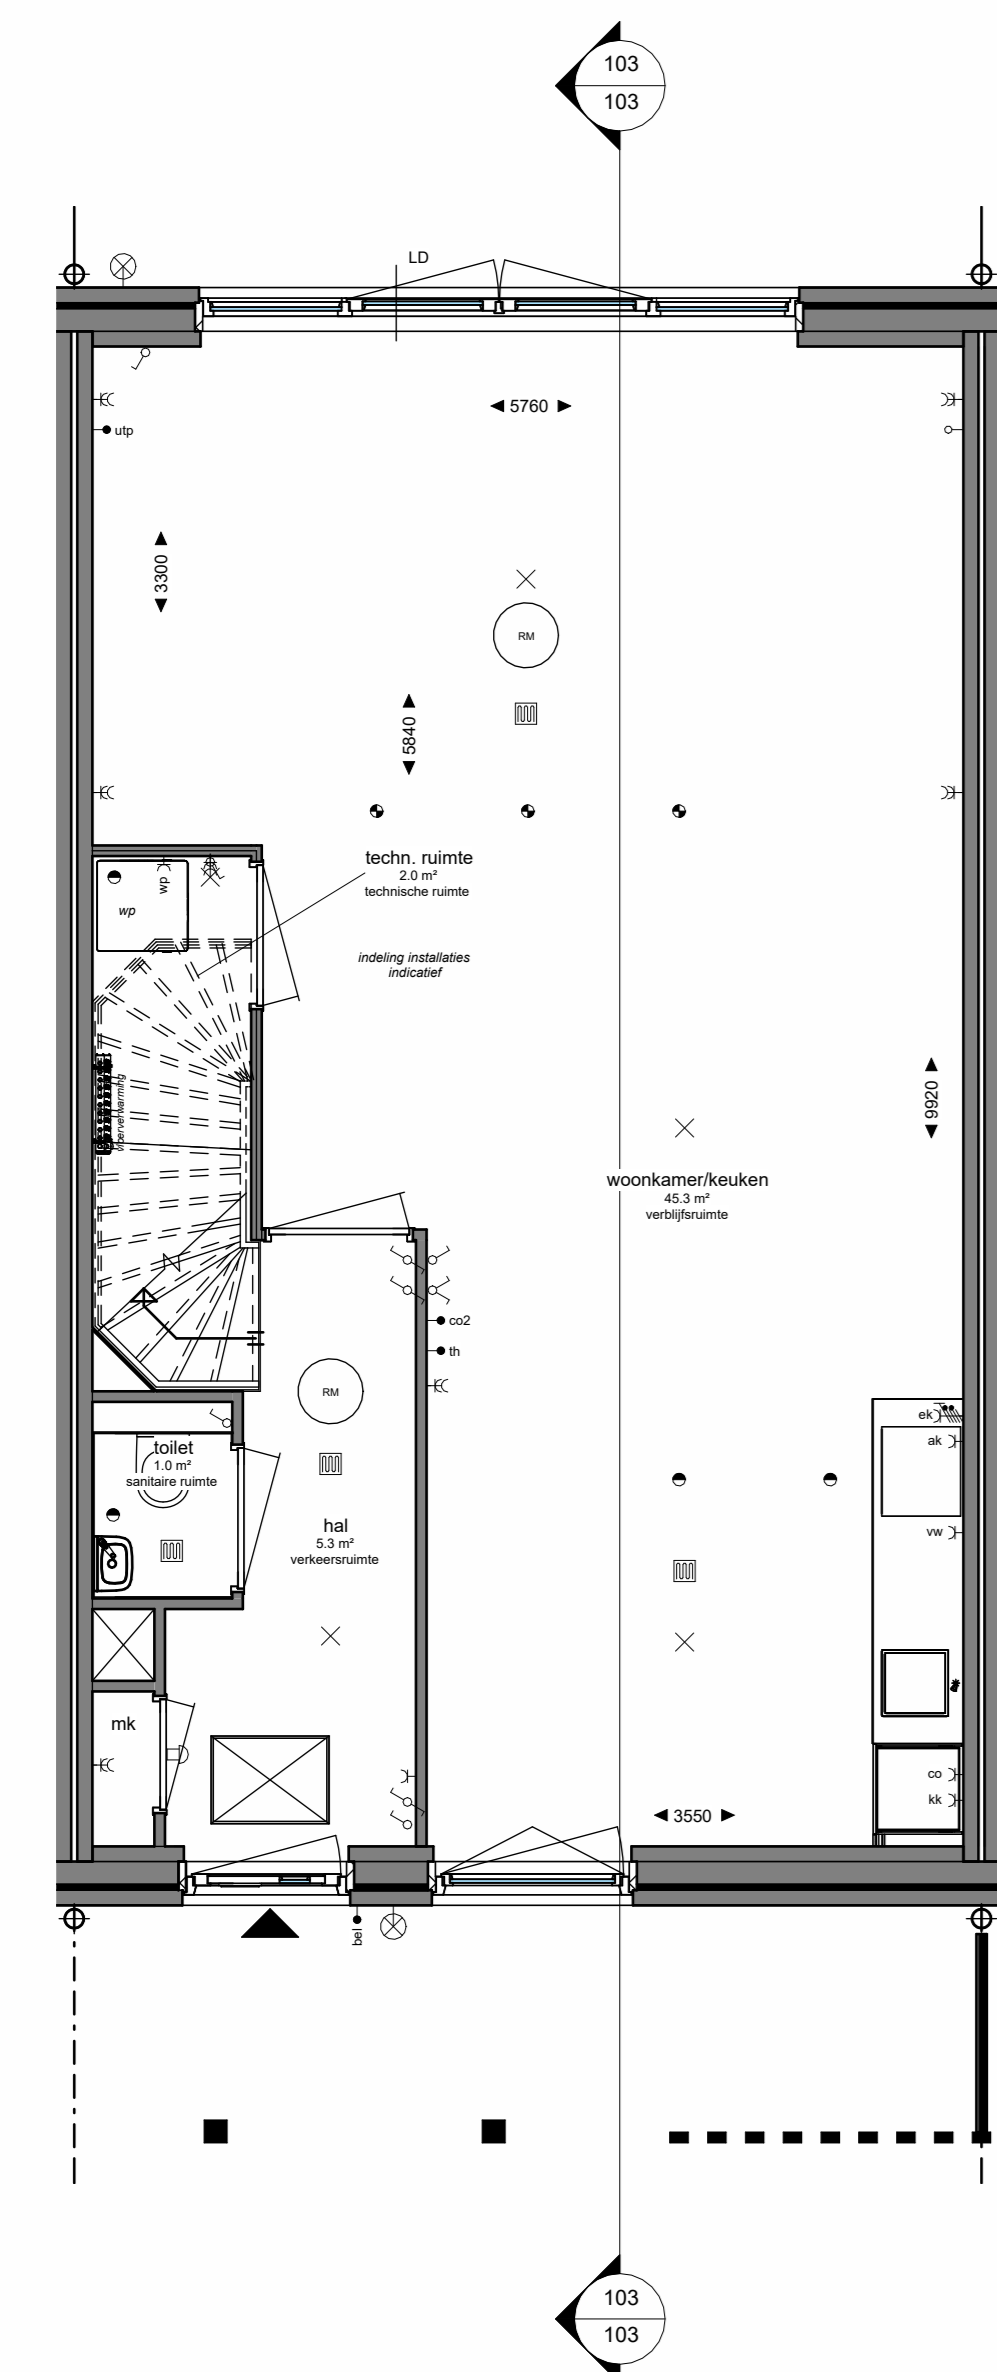 103
103
LD
5760
utp
3300
RM
5840
techn. ruimte
2.0 m²
technische ruimte
wp
wp
indeling installaties
indicatief
vloerverwarming
9920
woonkamer/keuken
45.3 m²
verblijfsruimte
co2
th
RM
ek
ak
toilet
1.0 m²
sanitaire ruimte
hal
5.3 m²
verkeersruimte
vw
mk
co
kk
3550
bel
103
103